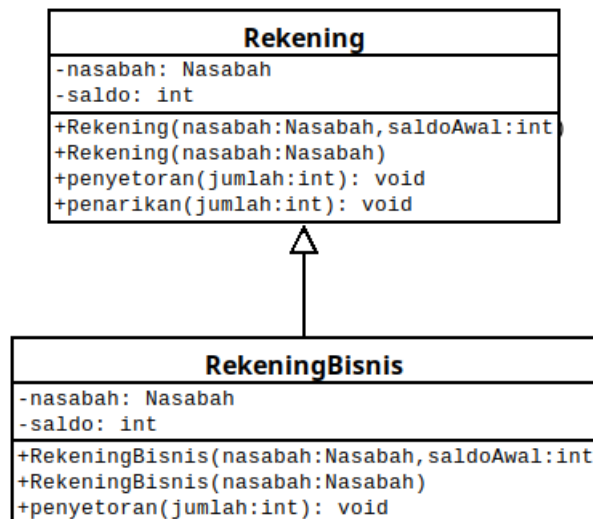 Rekening
-nasabah: Nasabah
-saldo: int
+Rekening(nasabah:Nasabah,saldoAwal:int)
+Rekening(nasabah:Nasabah)
+penyetoran(jumlah:int): void
+penarikan(jumlah:int): void
RekeningBisnis
-nasabah: Nasabah
-saldo: int
+RekeningBisnis(nasabah:Nasabah,saldoAwal:int
+RekeningBisnis(nasabah:Nasabah)
+penyetoran(jumlah:int): void